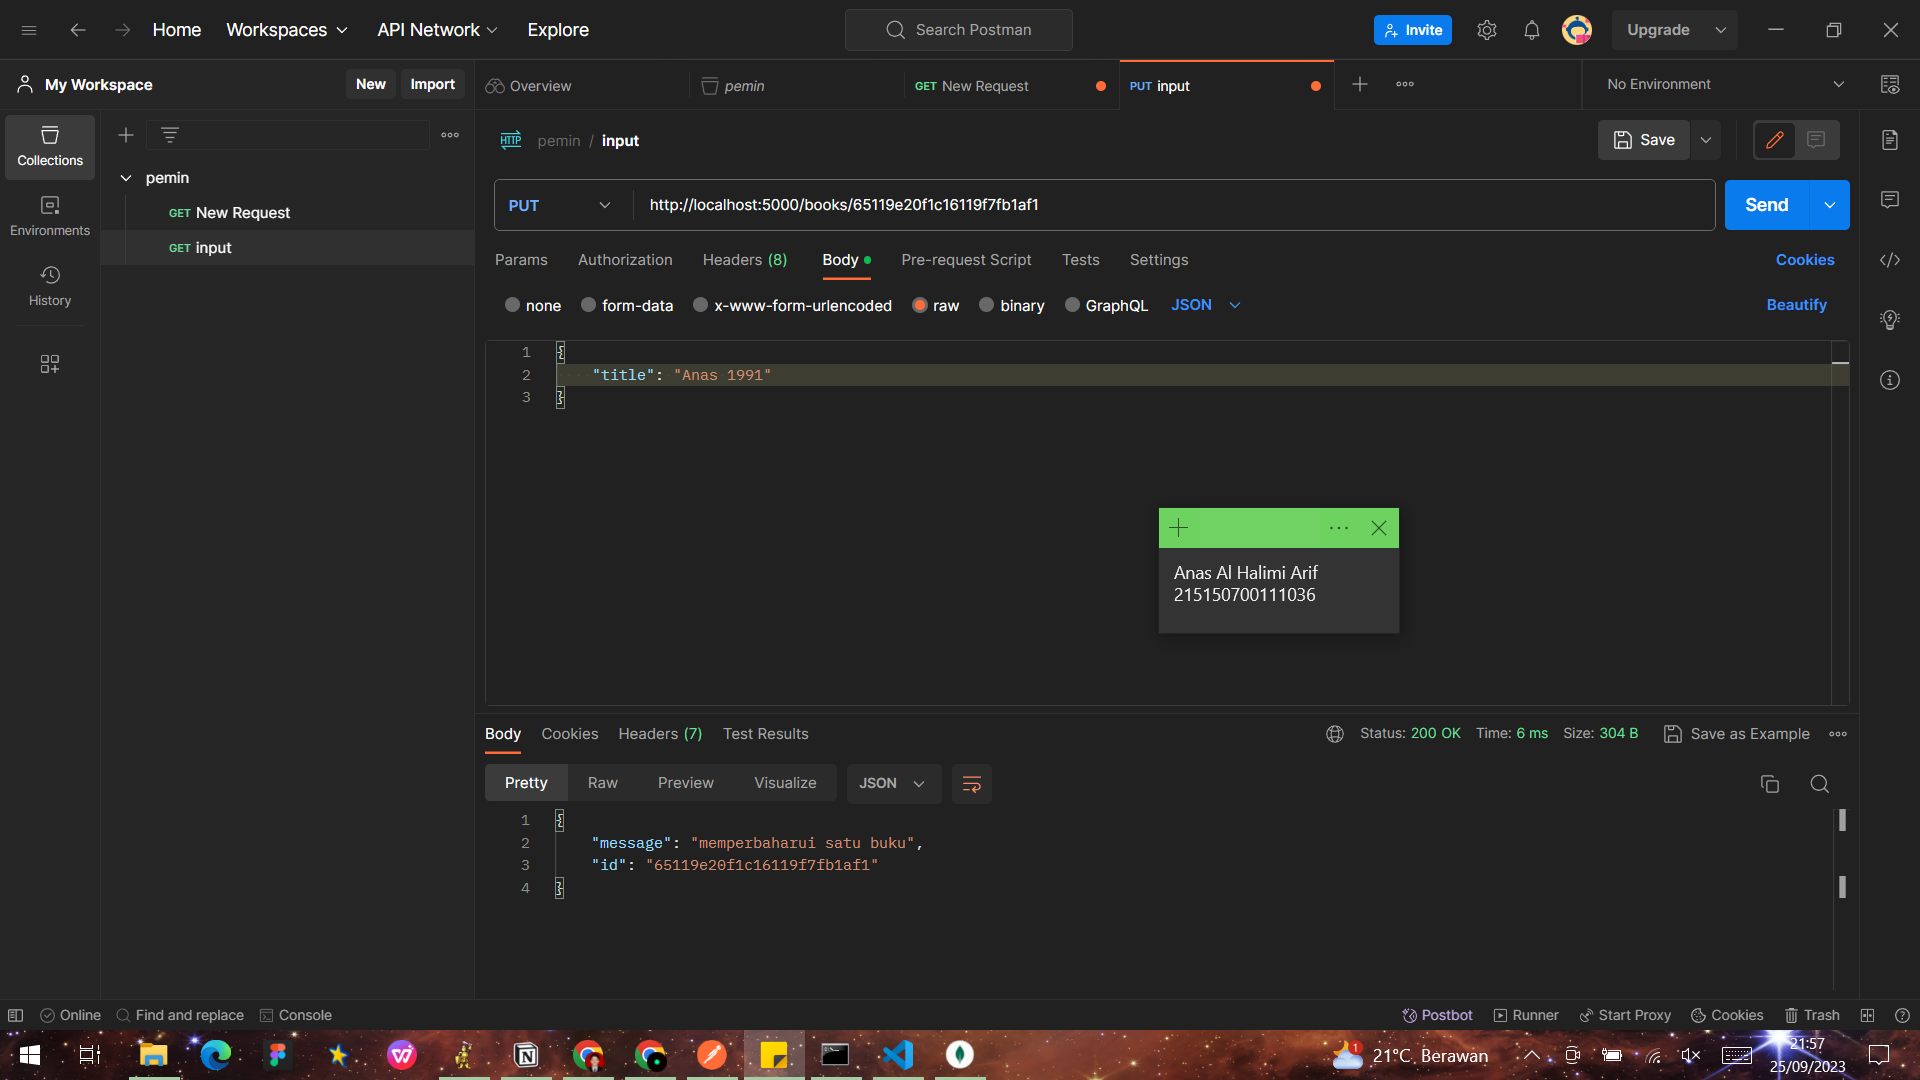 Home
Workspaces
API Network
Explore
Search Postman
Invite
Upgrade
My Workspace
New
Import
Overview
pemin
GET New Request
PUT input
No Environment
Collections
Environments
History
pemin
GET New Request
GET input
HTTP
pemin / input
Save
PUT
http://localhost:5000/books/65119e20f1c16119f7fb1af1
Send
Params
Authorization
Headers (8)
Body
Pre-request Script
Tests
Settings
Cookies
none
form-data
x-www-form-urlencoded
raw
binary
GraphQL
JSON
Beautify
1 {
2 "title": "Anas 1991"
3 }
Anas Al Halimi Arif
215150700111036
Body
Cookies
Headers (7)
Test Results
Status: 200 OK
Time: 6 ms
Size: 304 B
Save as Example
Pretty
Raw
Preview
Visualize
JSON
1 {
2 "message": "memperbaharui satu buku",
3 "id": "65119e20f1c16119f7fb1af1"
4 }
Online
Find and replace
Console
Postbot
Runner
Start Proxy
Cookies
Trash
1
21°C Berawan
21:57
25/09/2023